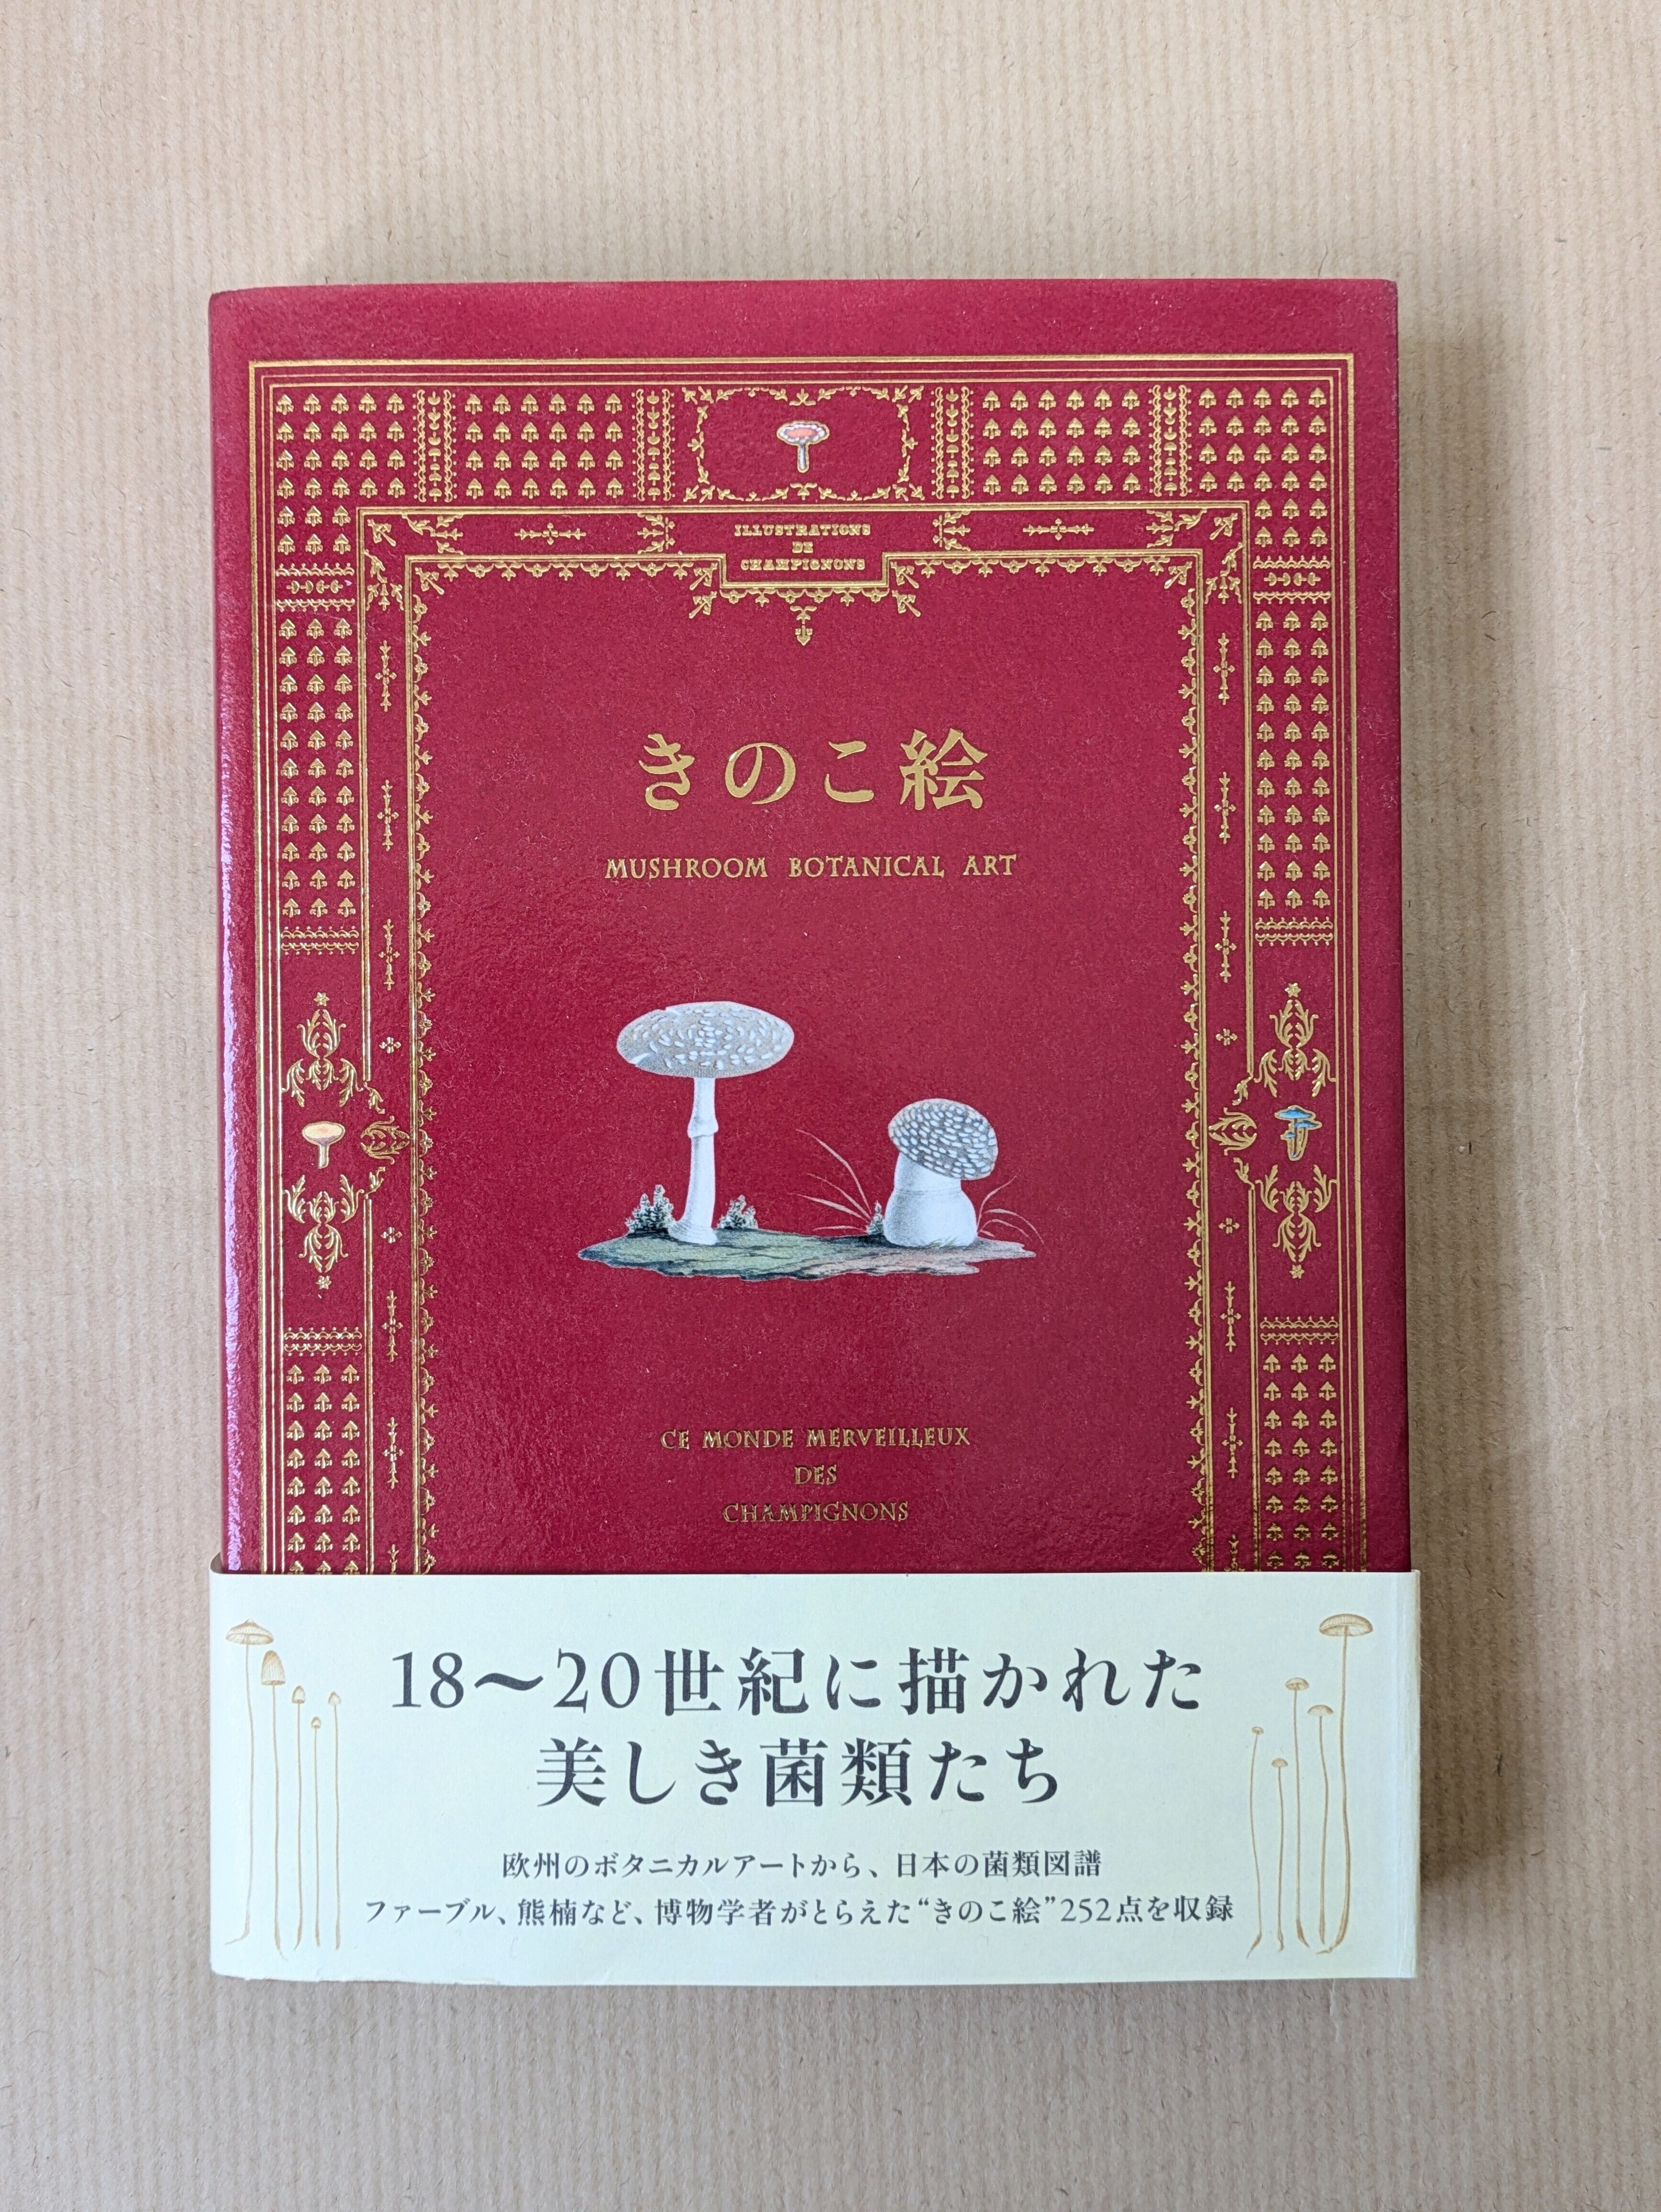 ILLUSTRATIONS
DE
CHAMPIGNONS
きのこ絵
MUSHROOM BOTANICAL ART
CE MONDE MERVEILLEUX
DES
CHAMPIGNONS
18〜20世紀に描かれた
美しき菌類たち
欧州のボタニカルアートから、日本の菌類図譜
ファーブル、熊楠など、博物学者がとらえた“きのこ絵”252点を収録